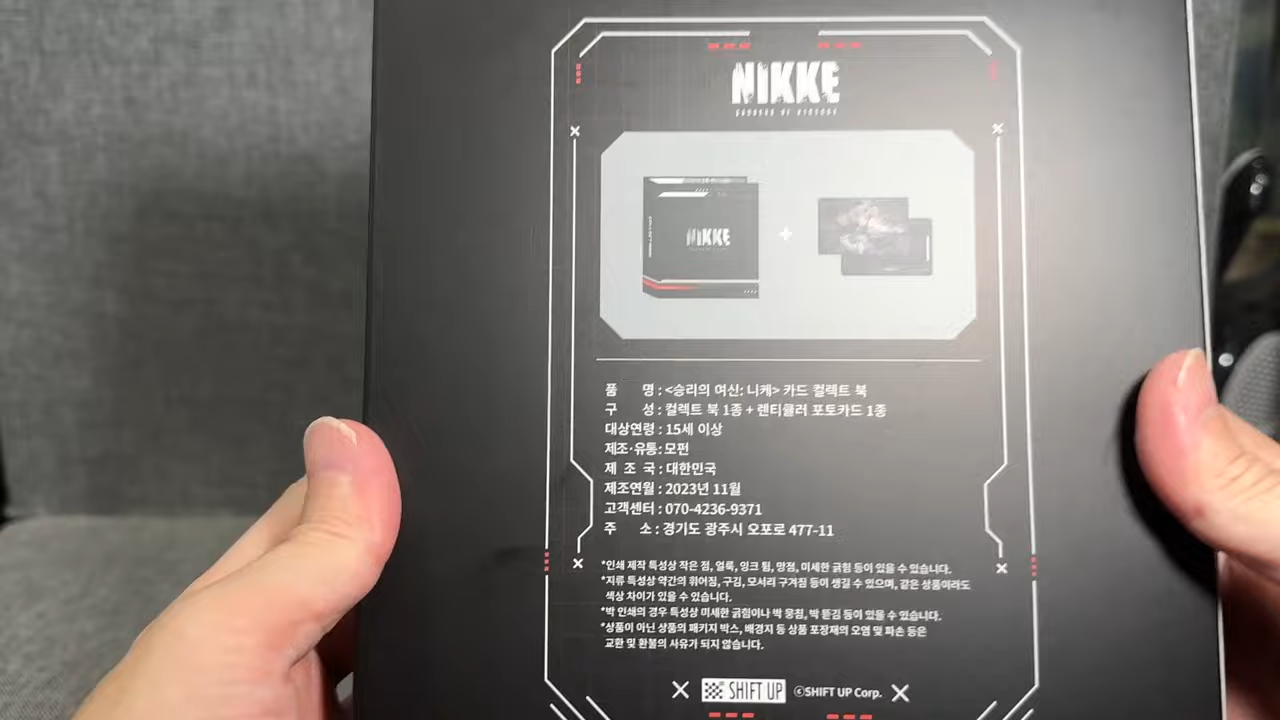 NIKKE
GODDESS OF VICTORY
NIKKE
품 명 : <승리의 여신: 니케> 카드 컬렉트 북
구 성 : 컬렉트 북 1종 + 렌티큘러 포토카드 1종
대상연령 : 15세 이상
제조·유통 : 모펀
제 조 국 : 대한민국
제조연월 : 2023년 11월
고객센터 : 070-4236-9371
주 소 : 경기도 광주시 오포로 477-11
*인쇄 제작 특성상 작은 점, 얼룩, 잉크 튐, 망점, 미세한 긁힘 등이 있을 수 있습니다.
*지류 특성상 약간의 휘어짐, 구김, 모서리 구겨짐 등이 생길 수 있으며, 같은 상품이라도
색상 차이가 있을 수 있습니다.
*박 인쇄의 경우 특성상 미세한 긁힘이나 박 뭉침, 박 뜯김 등이 있을 수 있습니다.
*상품이 아닌 상품의 패키지 박스, 배경지 등 상품 포장재의 오염 및 파손 등은
교환 및 환불의 사유가 되지 않습니다.
SHIFT UP ©SHIFT UP Corp.